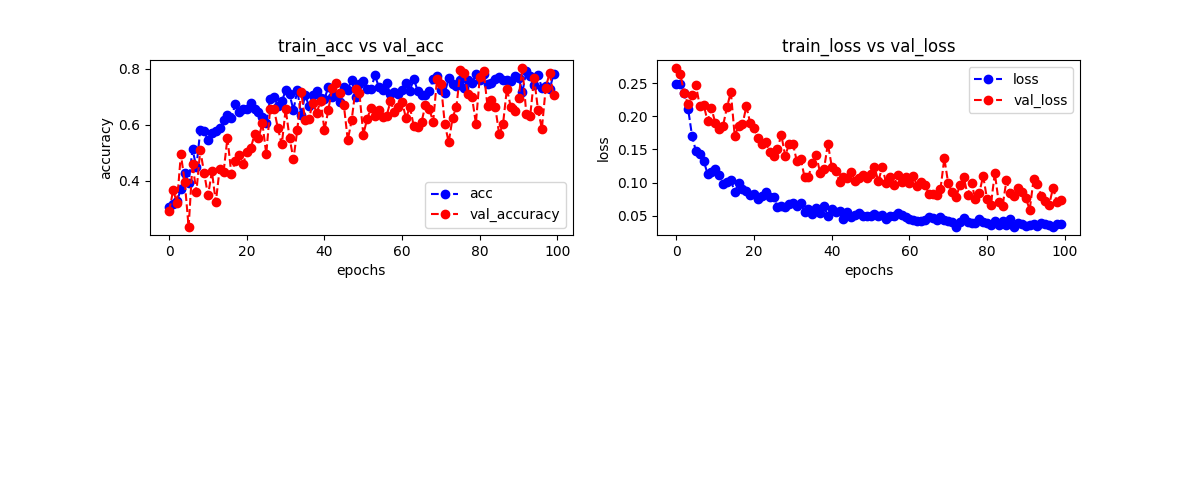 train_acc vs val_acc
accuracy
0.8
0.6
0.4
acc
val_accuracy
0 20 40 60 80 100
epochs
train_loss vs val_loss
loss
0.25
0.20
0.15
0.10
0.05
loss
val_loss
0 20 40 60 80 100
epochs